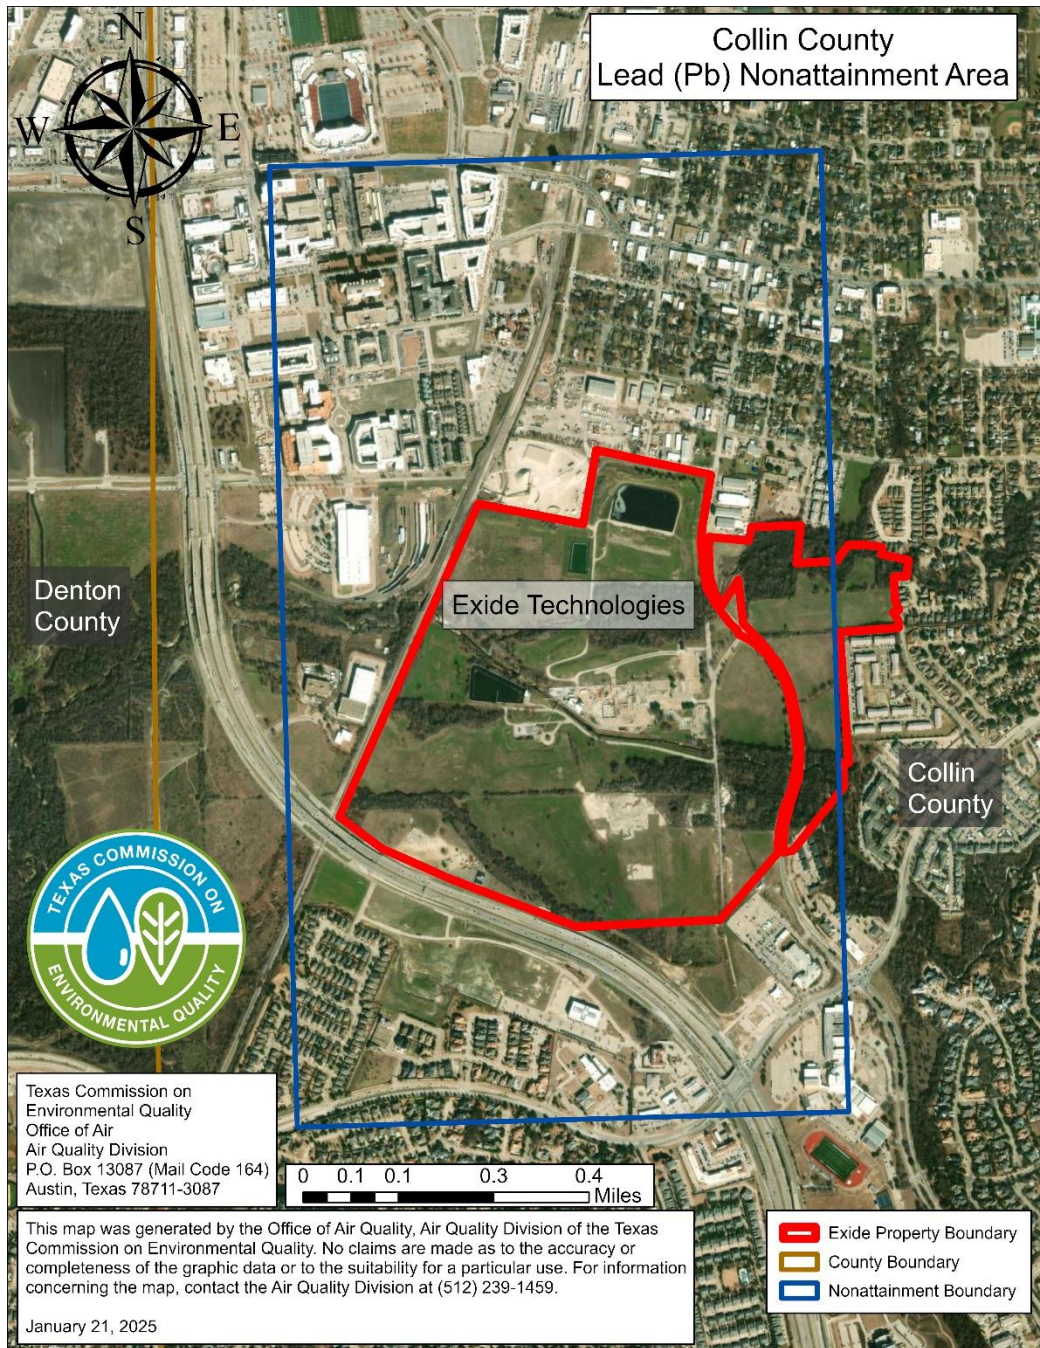 Collin County
Lead (Pb) Nonattainment Area
N
W
E
S
Exide Technologies
Denton
County
Collin
County
TEXAS COMMISSION ON
ENVIRONMENTAL QUALITY
Texas Commission on
Environmental Quality
Office of Air
Air Quality Division
P.O. Box 13087 (Mail Code 164)
Austin, Texas 78711-3087
0 0.1 0.1 0.3 0.4
Miles
This map was generated by the Office of Air Quality, Air Quality Division of the Texas
Commission on Environmental Quality. No claims are made as to the accuracy or
completeness of the graphic data or to the suitability for a particular use. For information
concerning the map, contact the Air Quality Division at (512) 239-1459.
January 21, 2025
Exide Property Boundary
County Boundary
Nonattainment Boundary